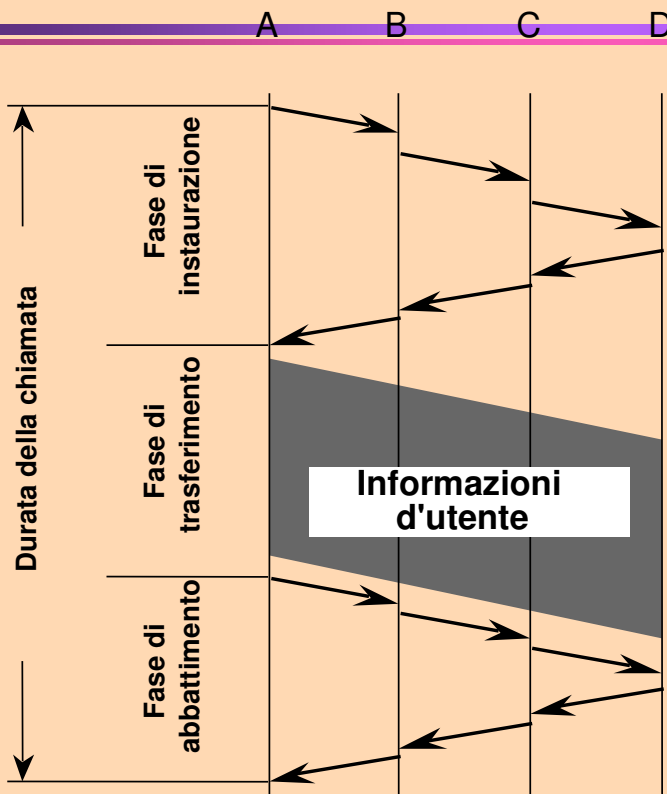 A B C D
Durata della chiamata
Fase di
instaurazione
Fase di
trasferimento
Informazioni
d'utente
Fase di
abbattimento